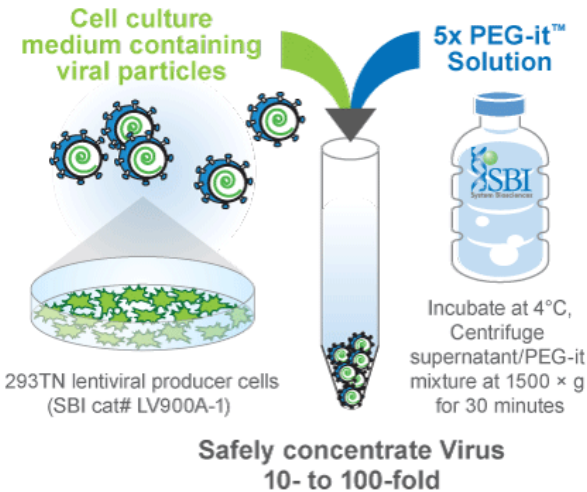 Cell culture
medium containing
viral particles
5x PEG-it™
Solution
SBI
System Biosciences
293TN lentiviral producer cells
(SBI cat# LV900A-1)
Incubate at 4°C,
Centrifuge
supernatant/PEG-it
mixture at 1500 × g
for 30 minutes
Safely concentrate Virus
10- to 100-fold